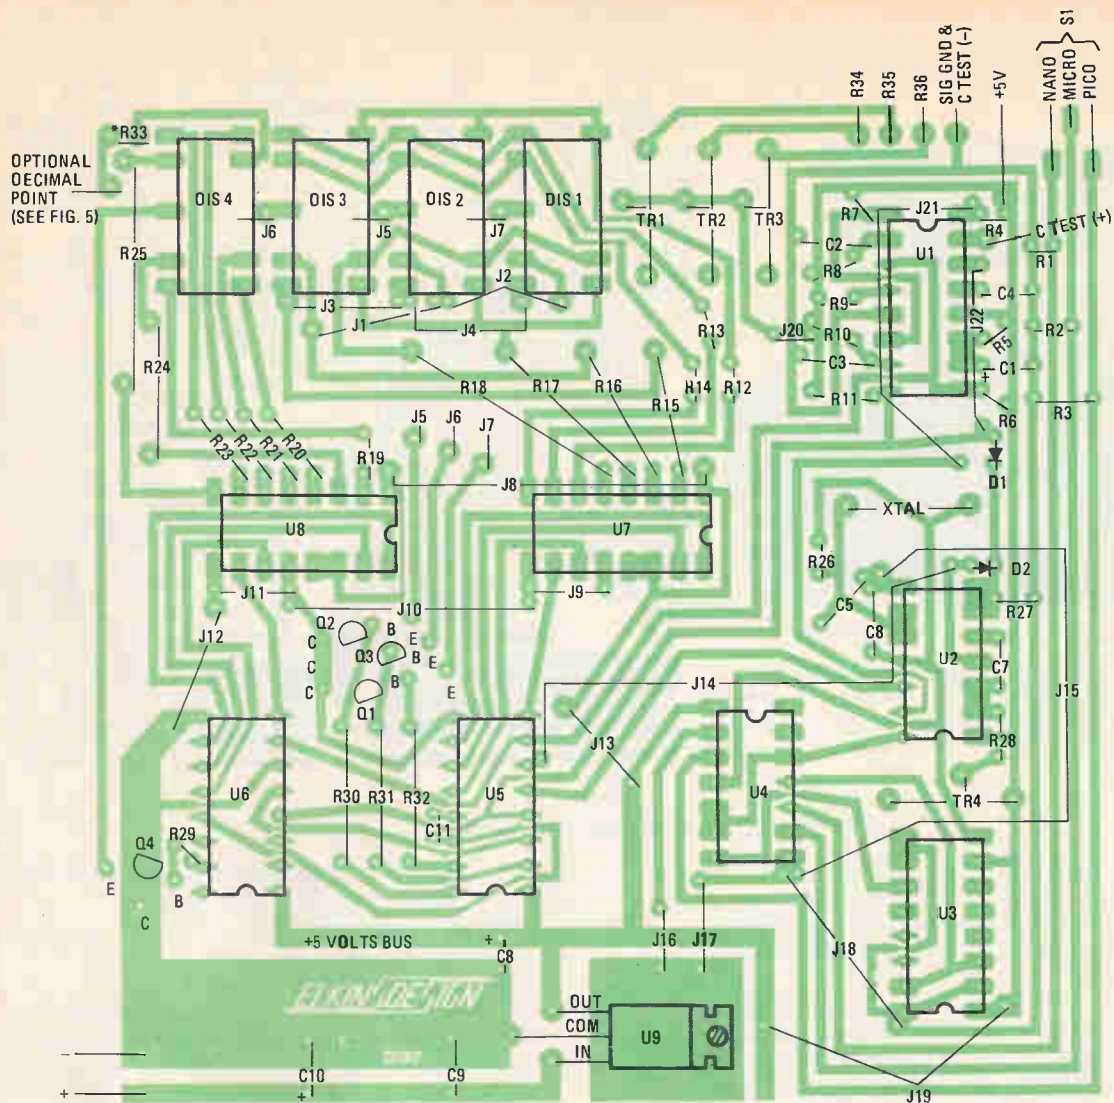 R34
R35
R36
SIG GND &
C TEST (–)
+5V
NANO
MICRO
PICO
S1
*R33
OPTIONAL
DECIMAL
POINT
(SEE FIG. 5)
DIS 4
DIS 3
DIS 2
DIS 1
J6
J5
J7
TR1
TR2
TR3
R7
J21
R4
C TEST (+)
U1
C2
R1
R25
J2
R8
C4
J3
J1
J4
R9
R13
J20
R10
J22
R5
R2
R24
R18
R17
R16
R15
R14
R12
C3
C1
+
R11
R6
R3
J5
J6
J7
R23
R22
R21
R20
R19
J8
D1
XTAL
U8
U7
R26
D2
J11
J10
J9
C5
C8
R27
J12
Q2
B
E
C
Q3
B
E
C
B
C
E
Q1
U2
C7
J14
J15
J13
R28
U6
R30
R31
R32
U5
C11
U4
TR4
Q4
R29
E
B
C
U3
+5 VOLTS BUS
+
C8
J16
J17
J18
ELKIN DESIGN
OUT
COM
IN
U9
–
C10
C9
+
+
J19